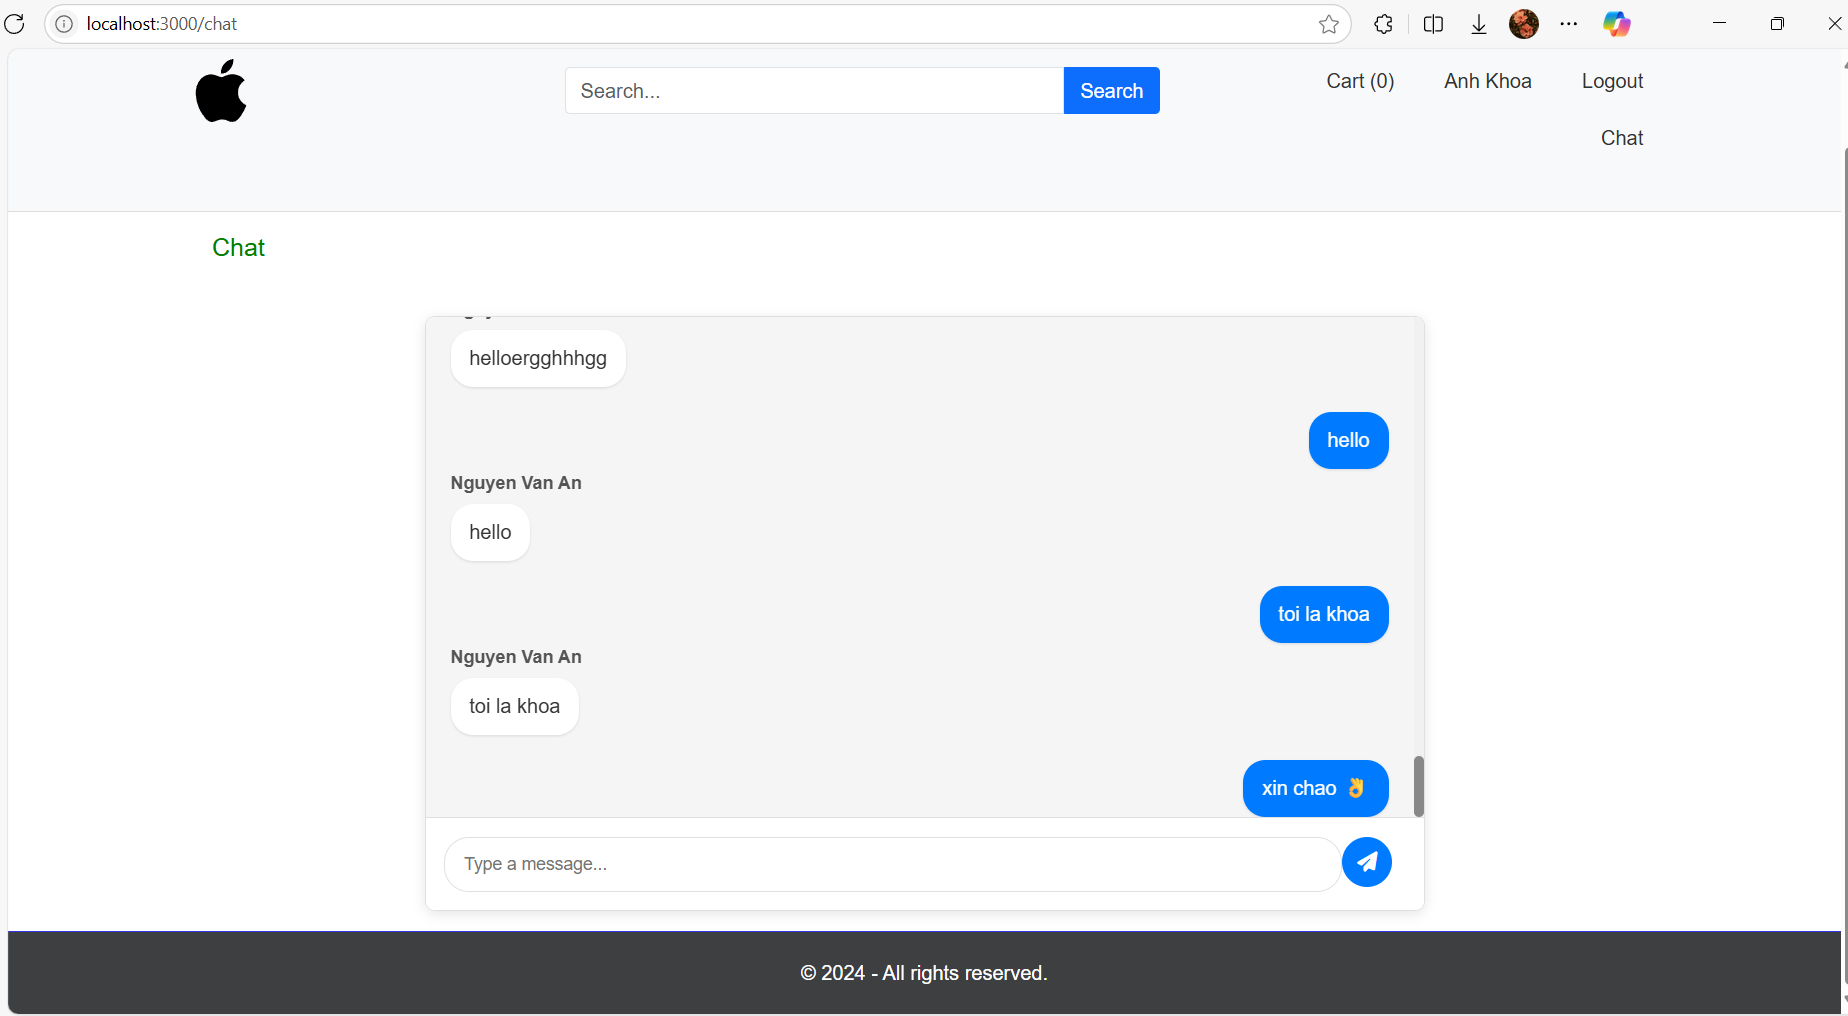 localhost:3000/chat
Search...
Search
Cart (0)
Anh Khoa
Logout
Chat
Chat
helloergghhhgg
hello
Nguyen Van An
hello
toi la khoa
Nguyen Van An
toi la khoa
xin chao 👌
Type a message...
© 2024 - All rights reserved.